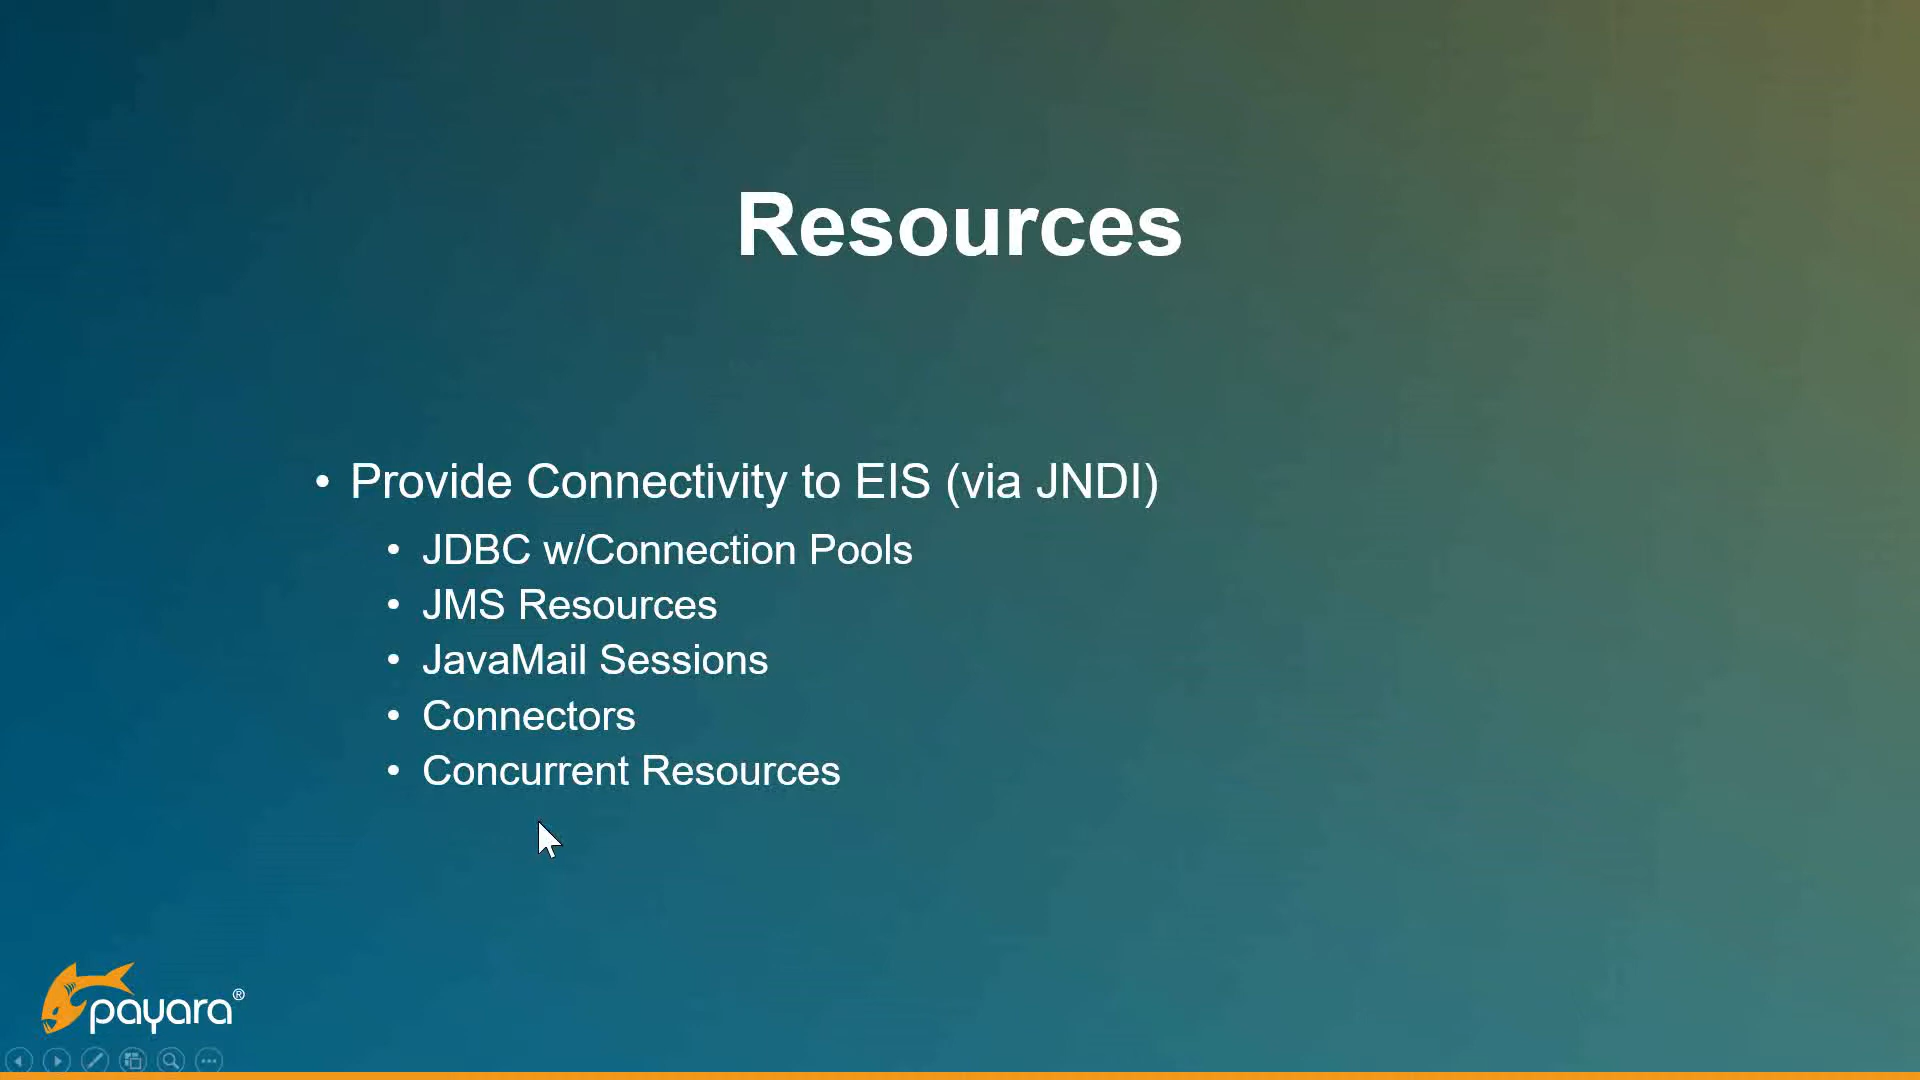 Resources
• Provide Connectivity to EIS (via JNDI)
• JDBC w/Connection Pools
• JMS Resources
• JavaMail Sessions
• Connectors
• Concurrent Resources
payara®